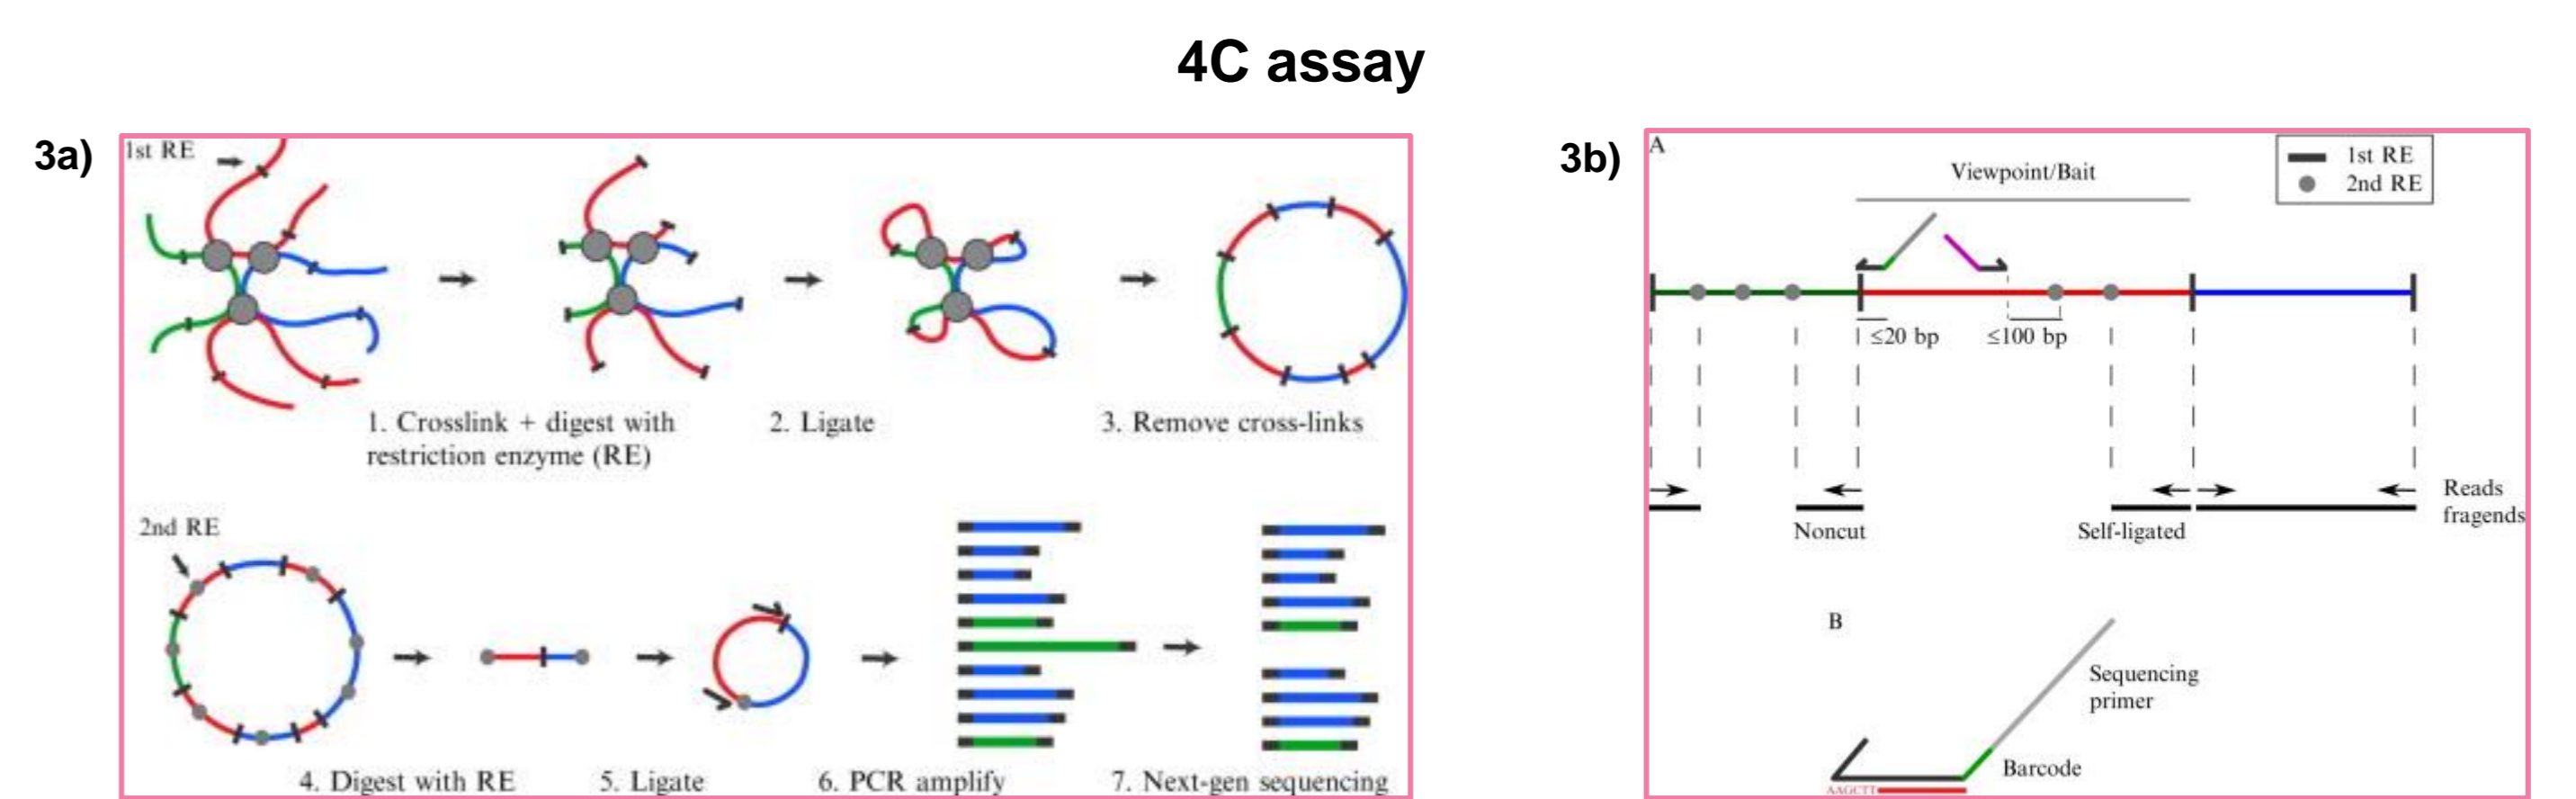 4C assay
3a)
1st RE
1. Crosslink + digest with
restriction enzyme (RE)
2. Ligate
3. Remove cross-links
2nd RE
4. Digest with RE
5. Ligate
6. PCR amplify
7. Next-gen sequencing
3b)
A
Viewpoint/Bait
1st RE
2nd RE
≤20 bp
≤100 bp
Reads
fragends
Noncut
Self-ligated
B
Sequencing
primer
Barcode
AAGCTT